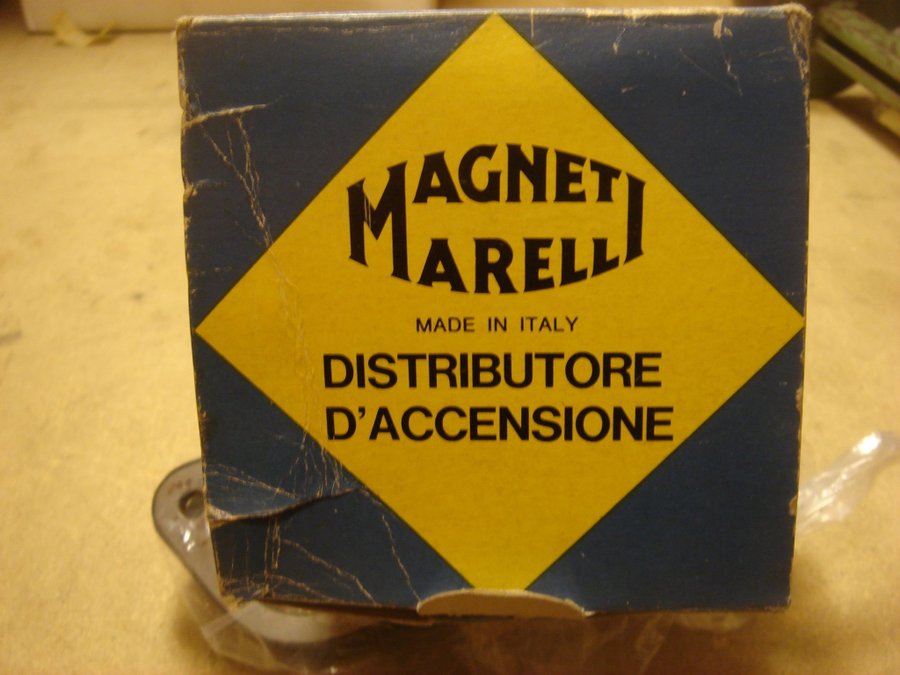 MAGNETI
MARELLI
MADE IN ITALY
DISTRIBUTORE
D'ACCENSIONE